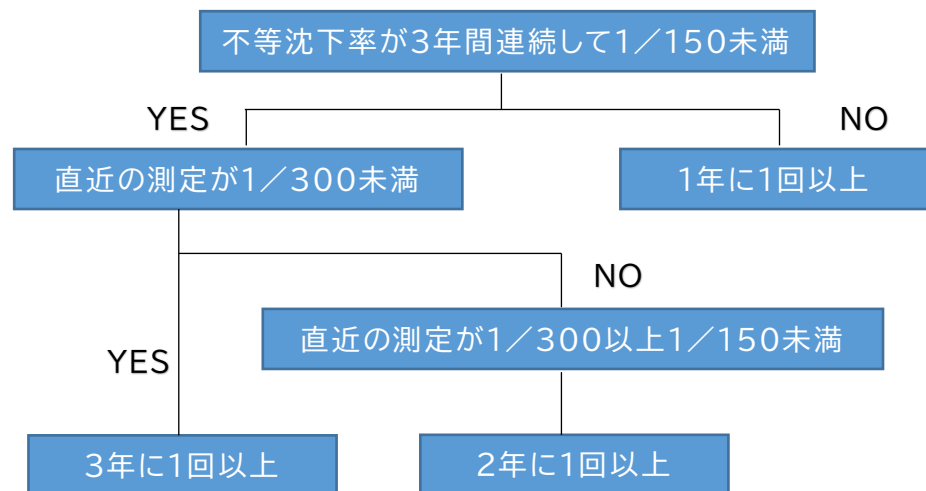 不等沈下率が3年間連続して1／150未満
YES
NO
直近の測定が1／300未満
1年に1回以上
NO
直近の測定が1／300以上1／150未満
YES
3年に1回以上
2年に1回以上